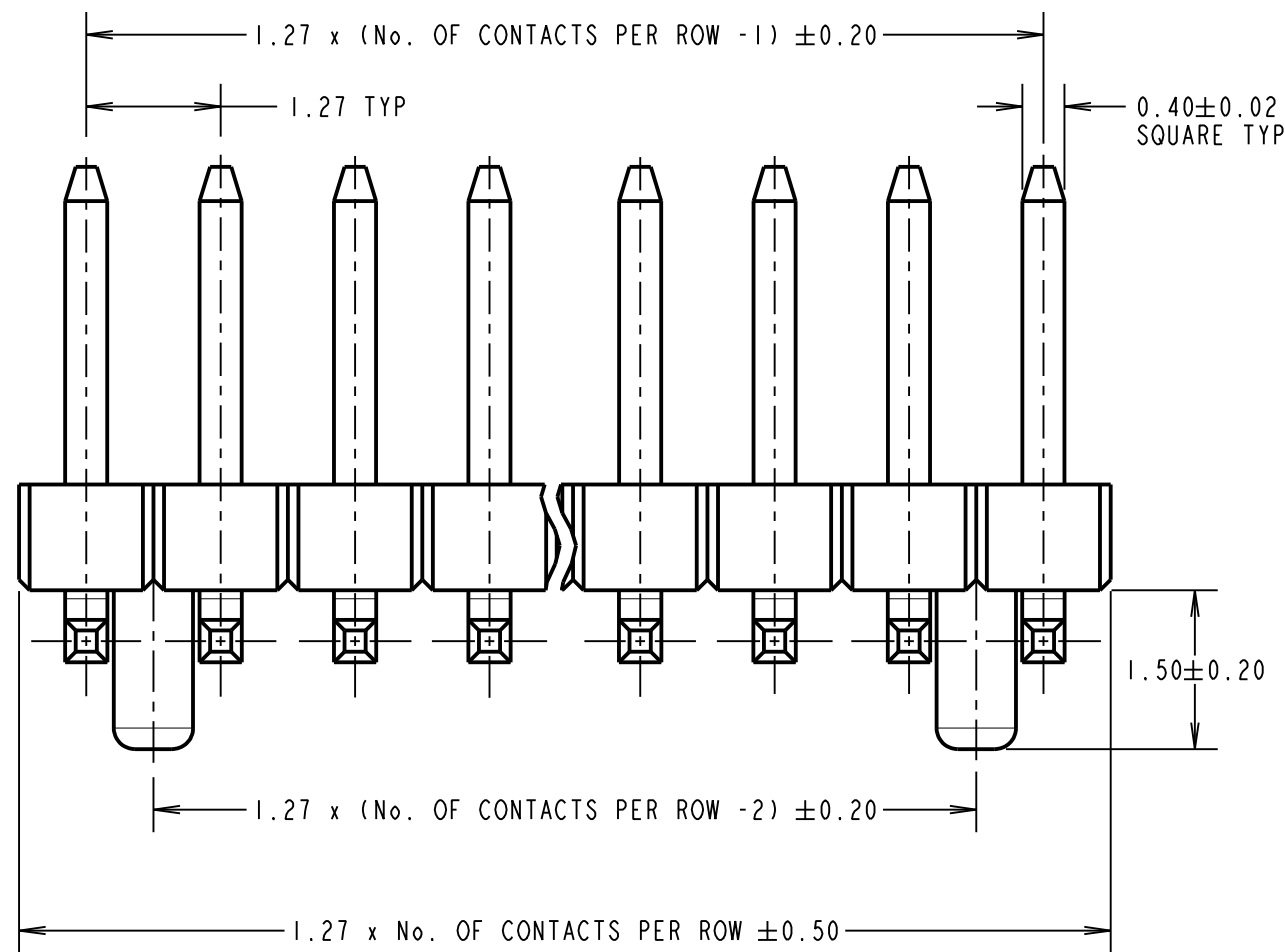 1.27 x (No. OF CONTACTS PER ROW -1) ±0.20
1.27 TYP
0.40±0.02
SQUARE TYP
1.50±0.20
1.27 x (No. OF CONTACTS PER ROW -2) ±0.20
1.27 x No. OF CONTACTS PER ROW ±0.50